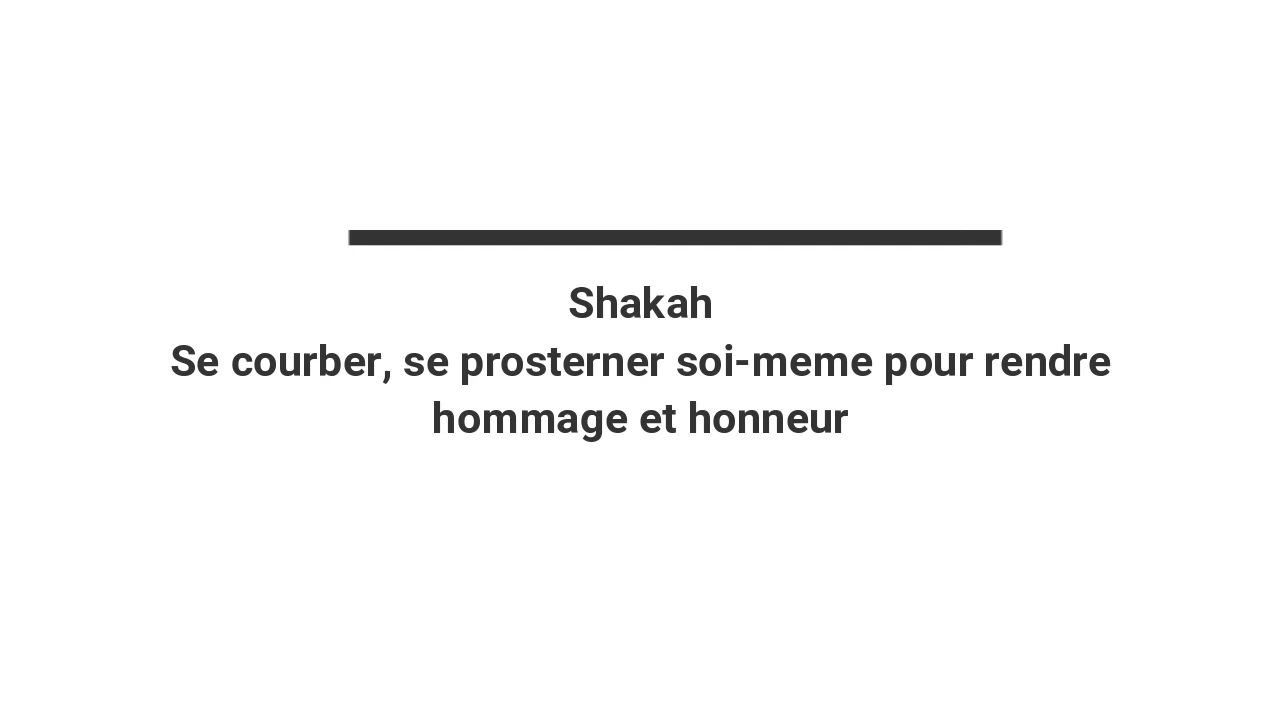 Shakah
Se courber, se prosterner soi-meme pour rendre
hommage et honneur